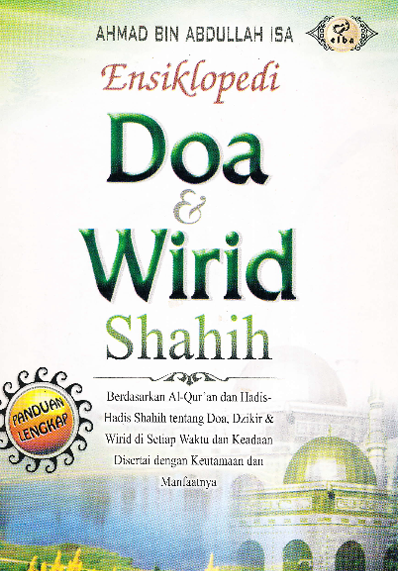 AHMAD BIN ABDULLAH ISA
elba
Ensiklopedi
Doa
&
Wirid
Shahih
PANDUAN
LENGKAP
Berdasarkan Al-Qur`an dan Hadis-
Hadis Shahih tentang Doa, Dzikir &
Wirid di Setiap Waktu dan Keadaan
Disertai dengan Keutamaan dan
Manfaatnya